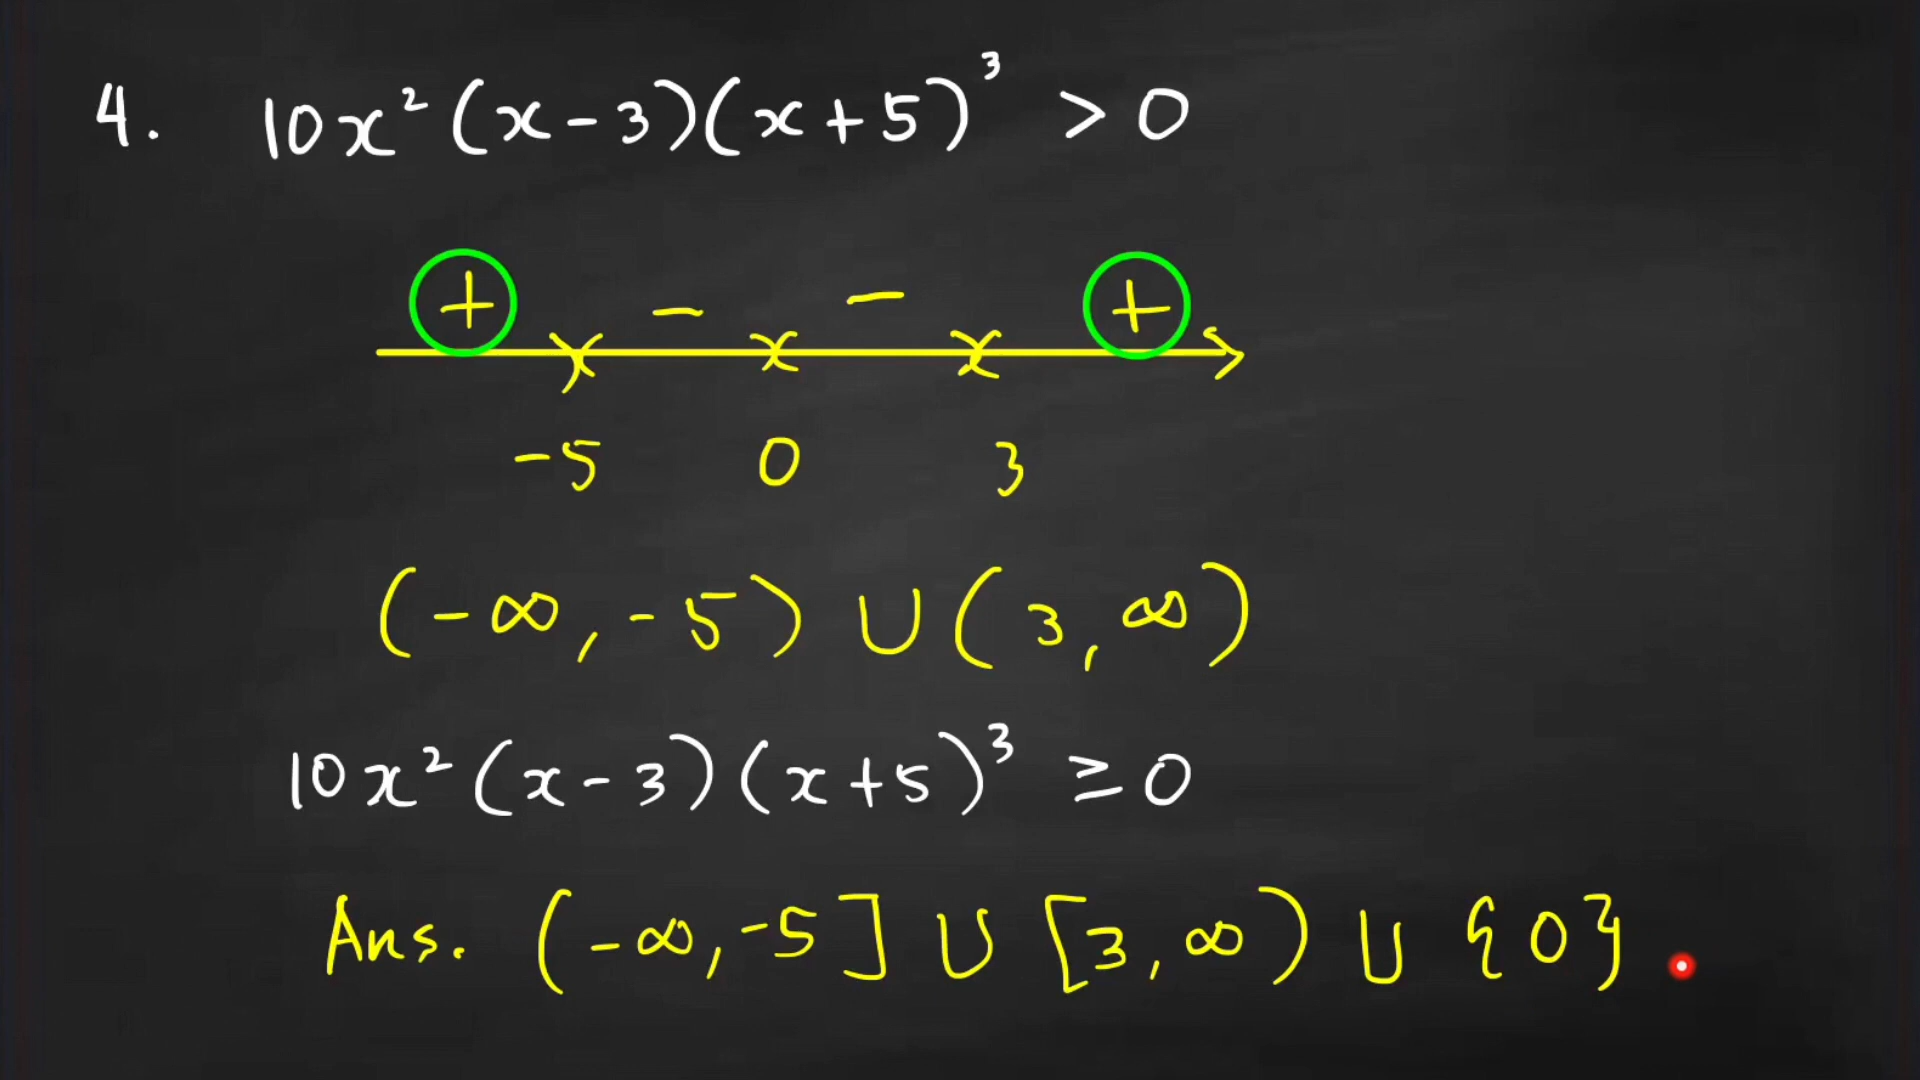 4. 10x²(x-3)(x+5)³ > 0
+ - - +
-5 0 3
(-∞, -5) ∪ (3, ∞)
10x²(x-3)(x+5)³ ≥ 0
Ans. (-∞, -5] ∪ [3, ∞) ∪ {0}